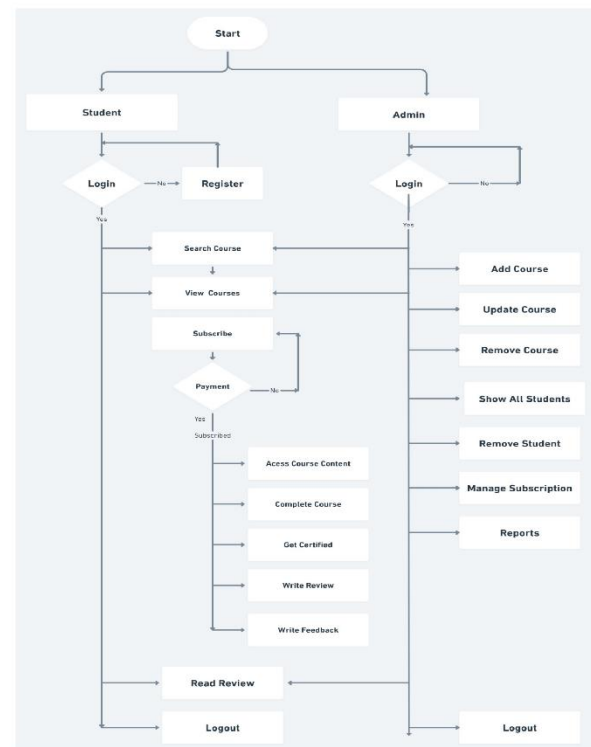 Start
Student
Admin
Login
No
Register
Login
No
Yes
Yes
Search Course
View Courses
Subscribe
Payment
No
Yes
Subscribed
Acess Course Content
Complete Course
Get Certified
Write Review
Write Feedback
Add Course
Update Course
Remove Course
Show All Students
Remove Student
Manage Subscription
Reports
Read Review
Logout
Logout